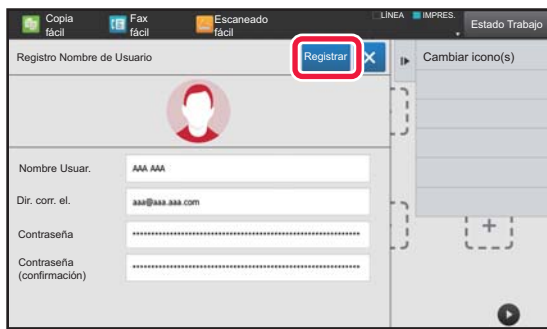 Copia
fácil
Fax
fácil
Escaneado
fácil
LÍNEA
IMPRES.
Estado Trabajo
Registro Nombre de Usuario
Registrar
Cambiar icono(s)
Nombre Usuar.
AAA AAA
Dir. corr. el.
aaa@aaa.aaa.com
Contraseña
Contraseña
(confirmación)